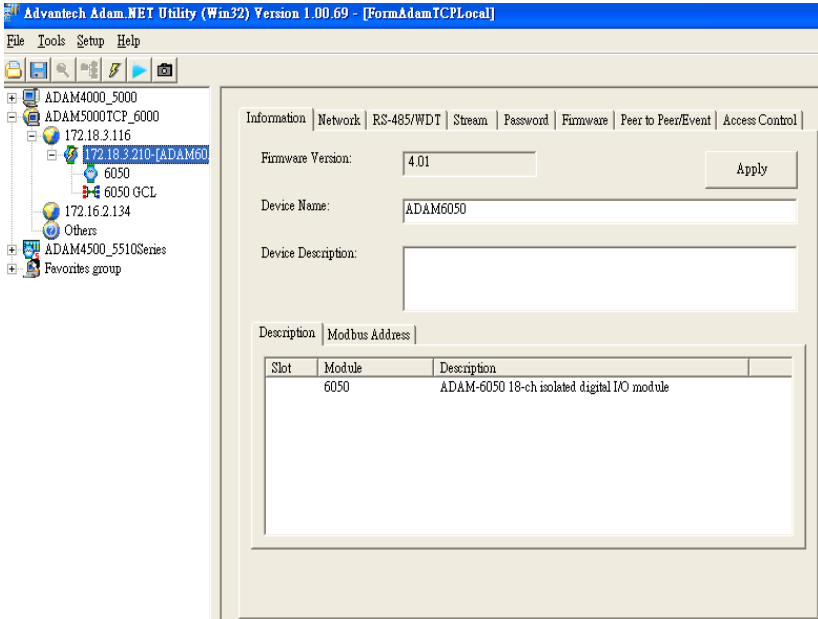 Advantech Adam.NET Utility (Win32) Version 1.00.69 - [FormAdamTCPLocal]
File Tools Setup Help
ADAM4000_5000
ADAM5000TCP_6000
172.18.3.116
172.18.3.210-[ADAM60
6050
6050 GCL
172.16.2.134
Others
ADAM4500_5510Series
Favorites group
Information Network RS-485/WDT Stream Password Firmware Peer to Peer/Event Access Control
Firmware Version: 4.01 Apply
Device Name: ADAM6050
Device Description:
Description Modbus Address
Slot Module Description
6050 ADAM-6050 18-ch isolated digital I/O module